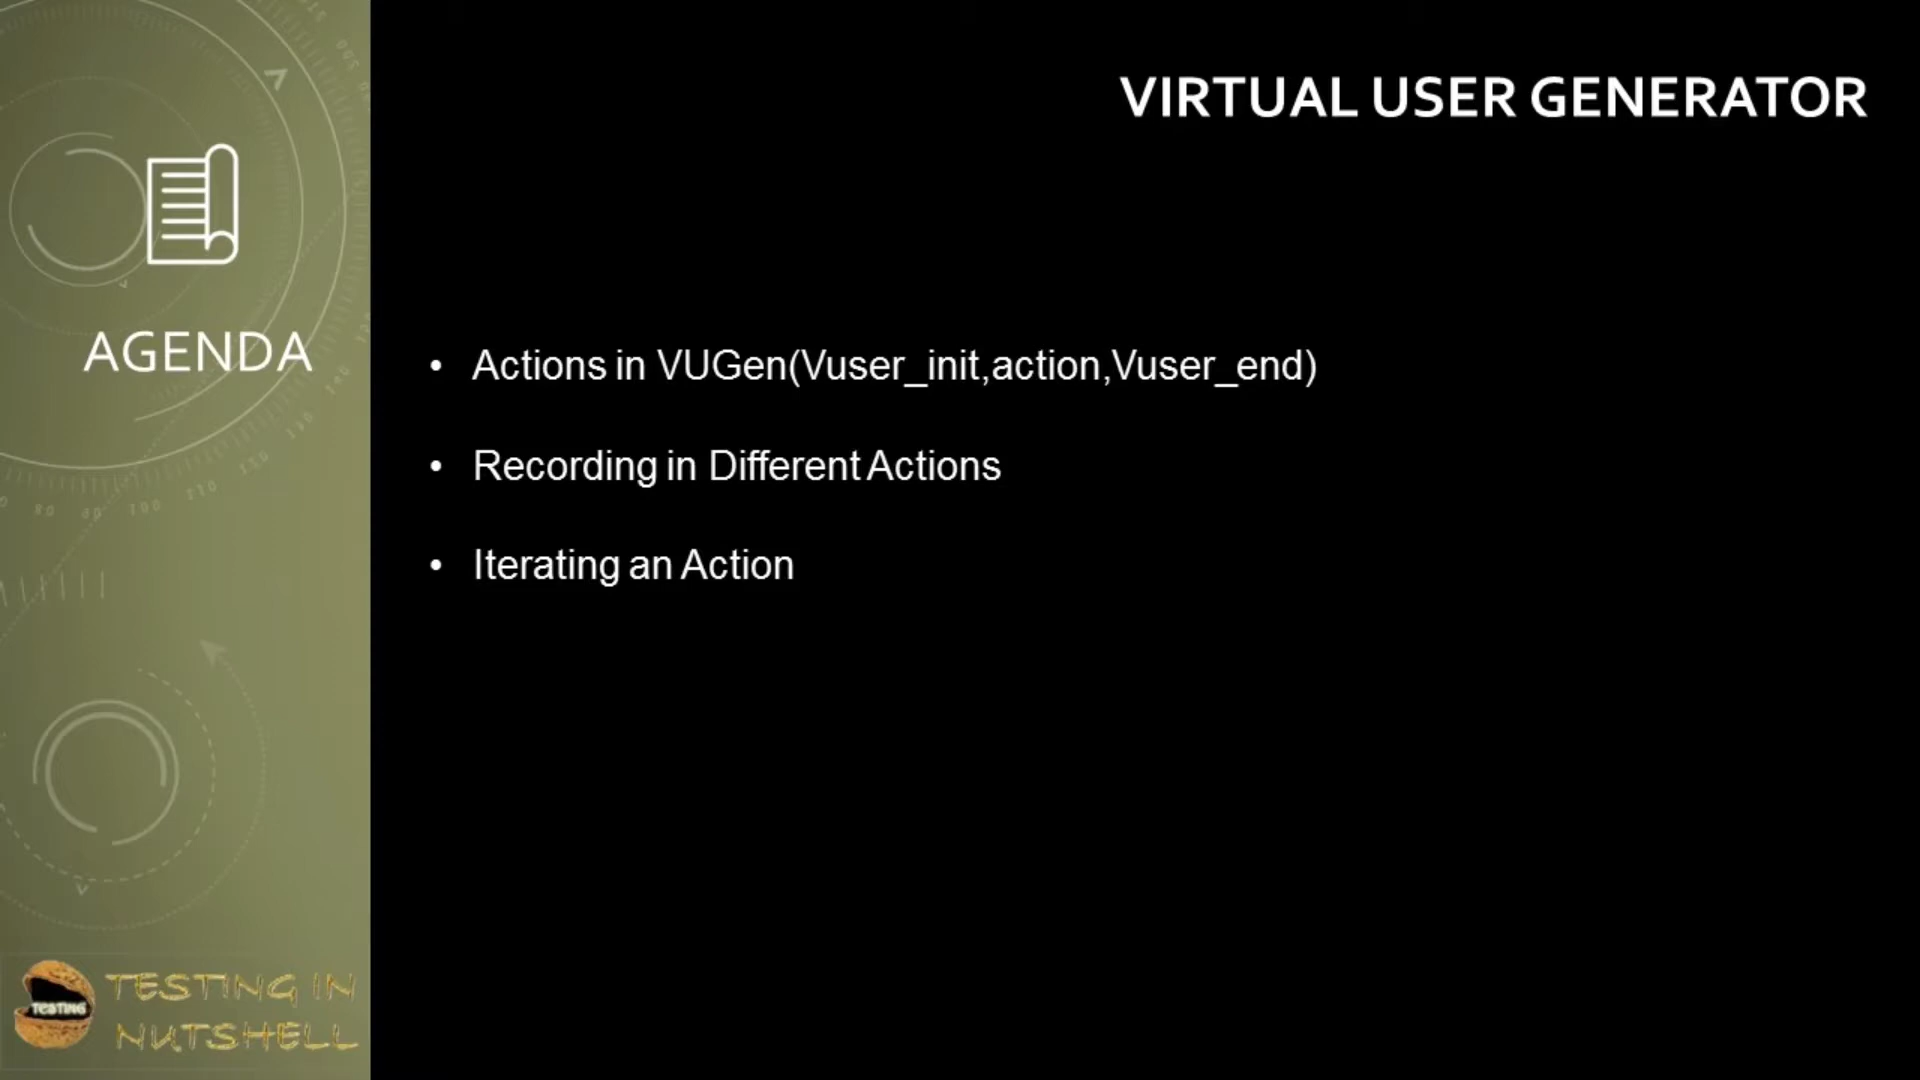 VIRTUAL USER GENERATOR
AGENDA
• Actions in VUGen(Vuser_init,action,Vuser_end)
• Recording in Different Actions
• Iterating an Action
TESTING
TESTING IN
NUTSHELL